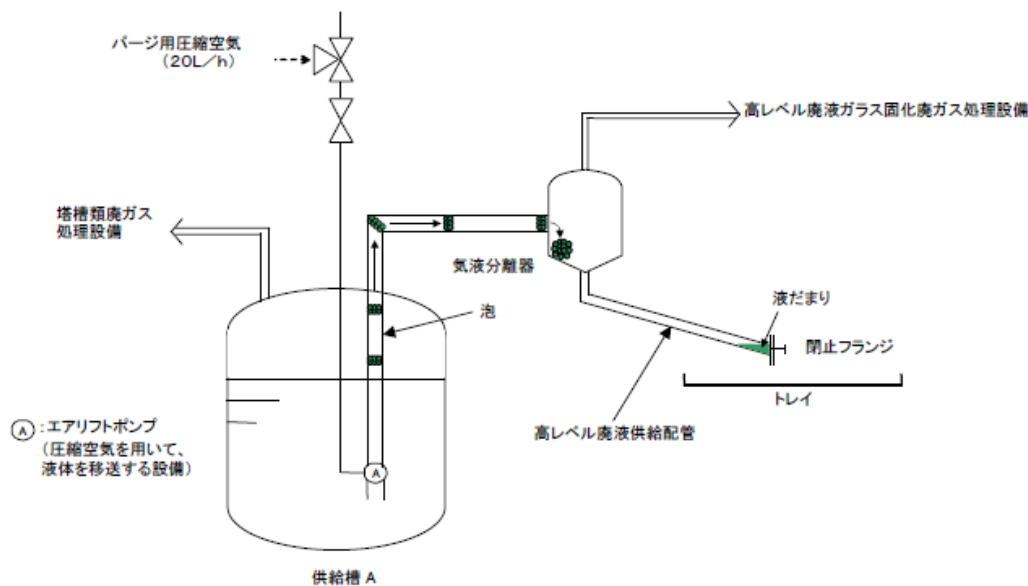 パージ用圧縮空気
(20L/h)
高レベル廃液ガラス固化廃ガス処理設備
塔槽類廃ガス
処理設備
気液分離器
泡
液だまり
閉止フランジ
トレイ
高レベル廃液供給配管
A :エアリフトポンプ
(圧縮空気を用いて、
液体を移送する設備)
A
供給槽 A